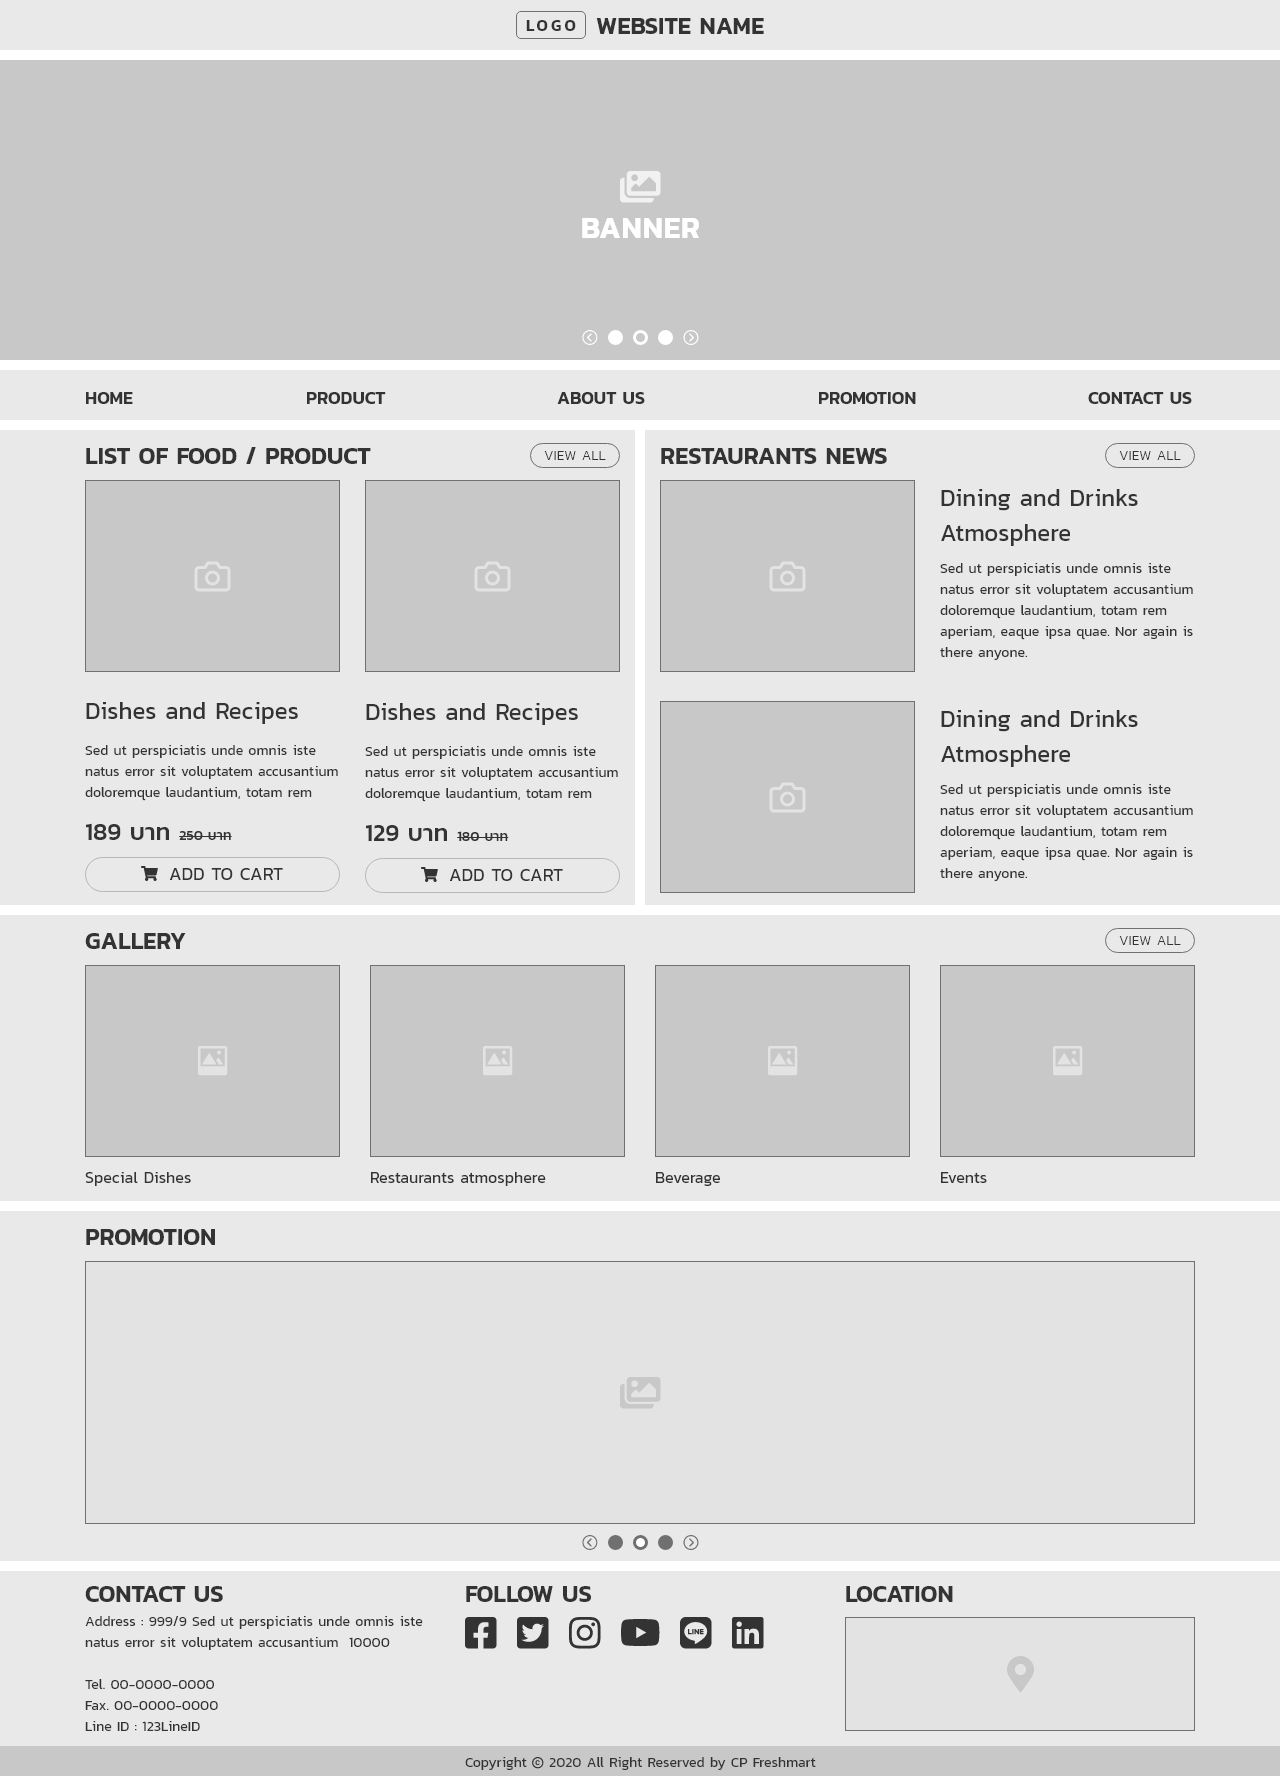 LOGO WEBSITE NAME
BANNER
HOME PRODUCT ABOUT US PROMOTION CONTACT US
LIST OF FOOD / PRODUCT VIEW ALL
Dishes and Recipes
Sed ut perspiciatis unde omnis iste
natus error sit voluptatem accusantium
doloremque laudantium, totam rem
189 บาท 250 บาท
ADD TO CART
Dishes and Recipes
Sed ut perspiciatis unde omnis iste
natus error sit voluptatem accusantium
doloremque laudantium, totam rem
129 บาท 180 บาท
ADD TO CART
RESTAURANTS NEWS VIEW ALL
Dining and Drinks
Atmosphere
Sed ut perspiciatis unde omnis iste
natus error sit voluptatem accusantium
doloremque laudantium, totam rem
aperiam, eaque ipsa quae. Nor again is
there anyone.
Dining and Drinks
Atmosphere
Sed ut perspiciatis unde omnis iste
natus error sit voluptatem accusantium
doloremque laudantium, totam rem
aperiam, eaque ipsa quae. Nor again is
there anyone.
GALLERY VIEW ALL
Special Dishes
Restaurants atmosphere
Beverage
Events
PROMOTION
CONTACT US
Address : 999/9 Sed ut perspiciatis unde omnis iste
natus error sit voluptatem accusantium 10000
Tel. 00-0000-0000
Fax. 00-0000-0000
Line ID : 123LineID
FOLLOW US
LINE
LOCATION
Copyright © 2020 All Right Reserved by CP Freshmart